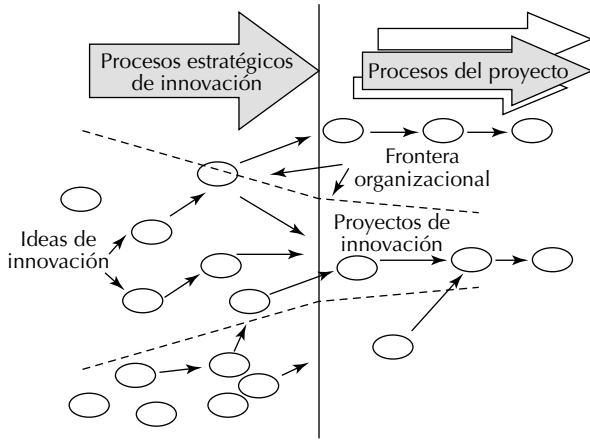 Procesos estratégicos
de innovación
Procesos del proyecto
Frontera
organizacional
Ideas de
innovación
Proyectos de
innovación